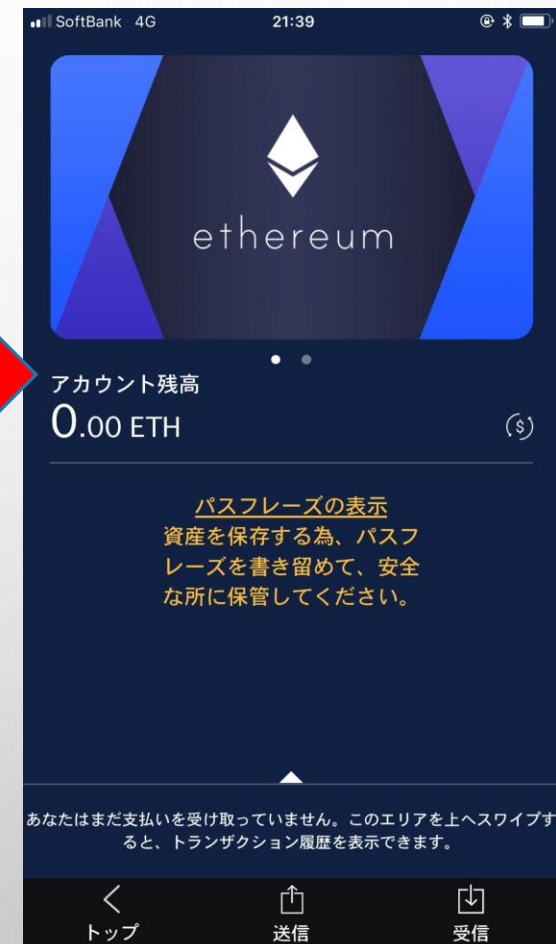 SoftBank 4G 21:39
ethereum
アカウント残高
0.00 ETH
パスフレーズの表示
資産を保存する為、パスフ
レーズを書き留めて、安全
な所に保管してください。
あなたはまだ支払いを受け取っていません。このエリアを上へスワイプす
ると、トランザクション履歴を表示できます。
トップ 送信 受信